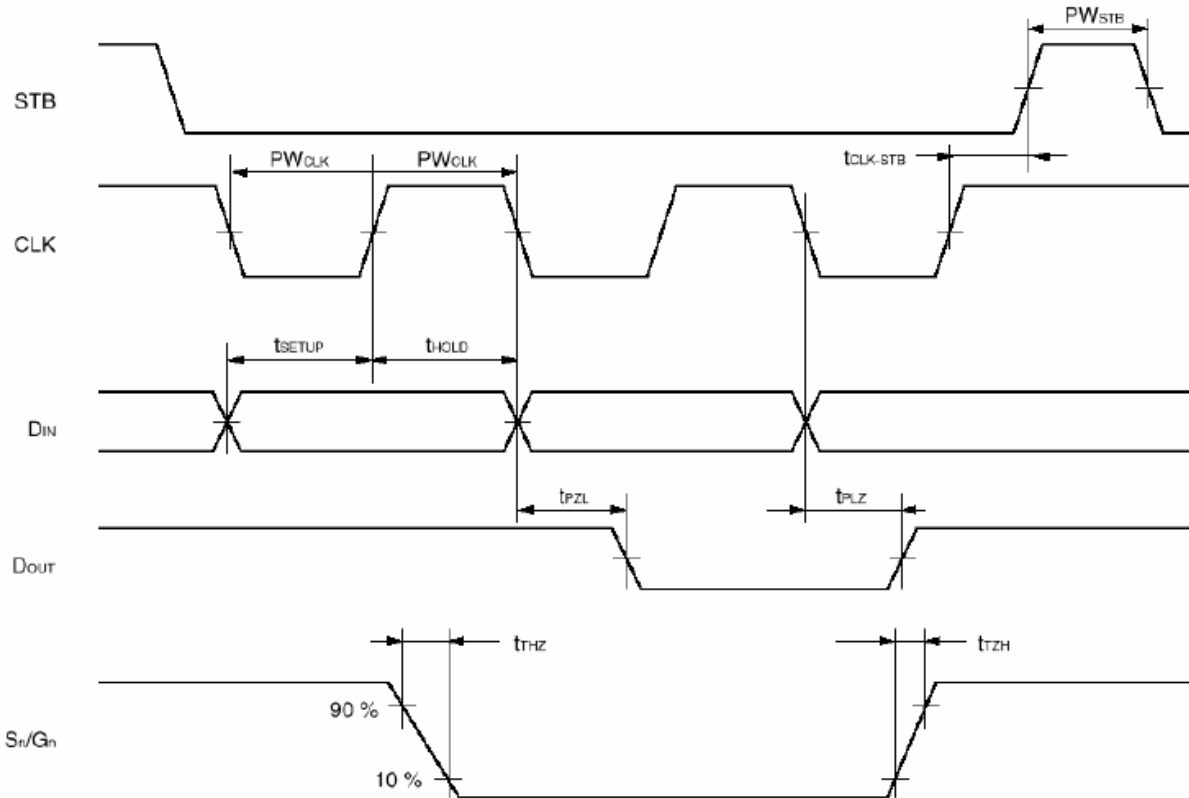 PWSTB
STB
tCLK-STB
PWCLK PWCLK
CLK
tSETUP tHOLD
DIN
tPZL tPLZ
DOUT
tTHZ tTZH
90 %
Sn/Gn
10 %